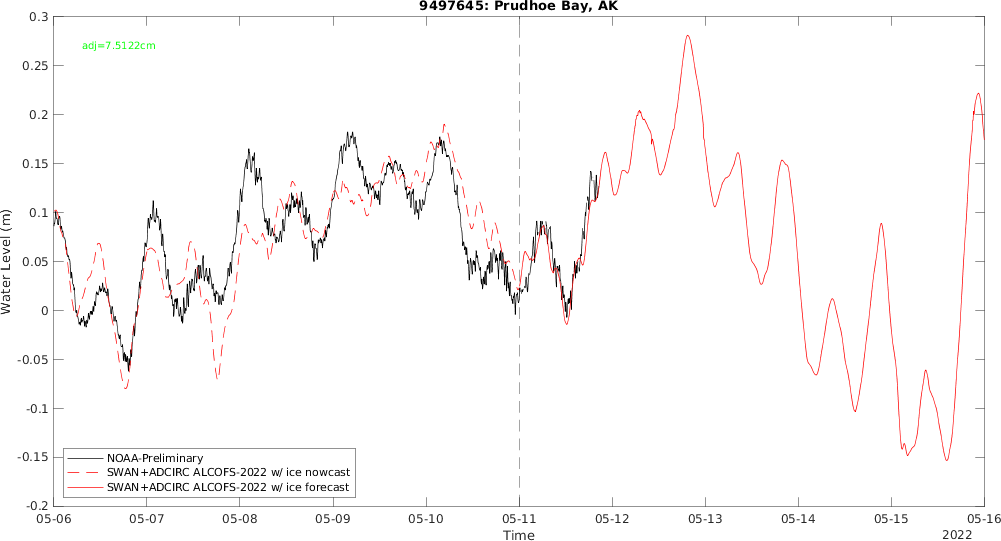 9497645: Prudhoe Bay, AK
adj=7.5122cm
0.3
0.25
0.2
0.15
0.1
0.05
0
-0.05
-0.1
-0.15
-0.2
Water Level (m)
NOAA-Preliminary
SWAN+ADCIRC ALCOFS-2022 w/ ice nowcast
SWAN+ADCIRC ALCOFS-2022 w/ ice forecast
05-06 05-07 05-08 05-09 05-10 05-11 05-12 05-13 05-14 05-15 05-16
Time
2022